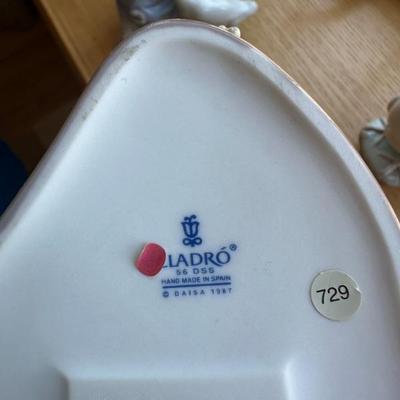 LLADRÓ®
56 DSS
HAND MADE IN SPAIN
© DAISA 1987
729